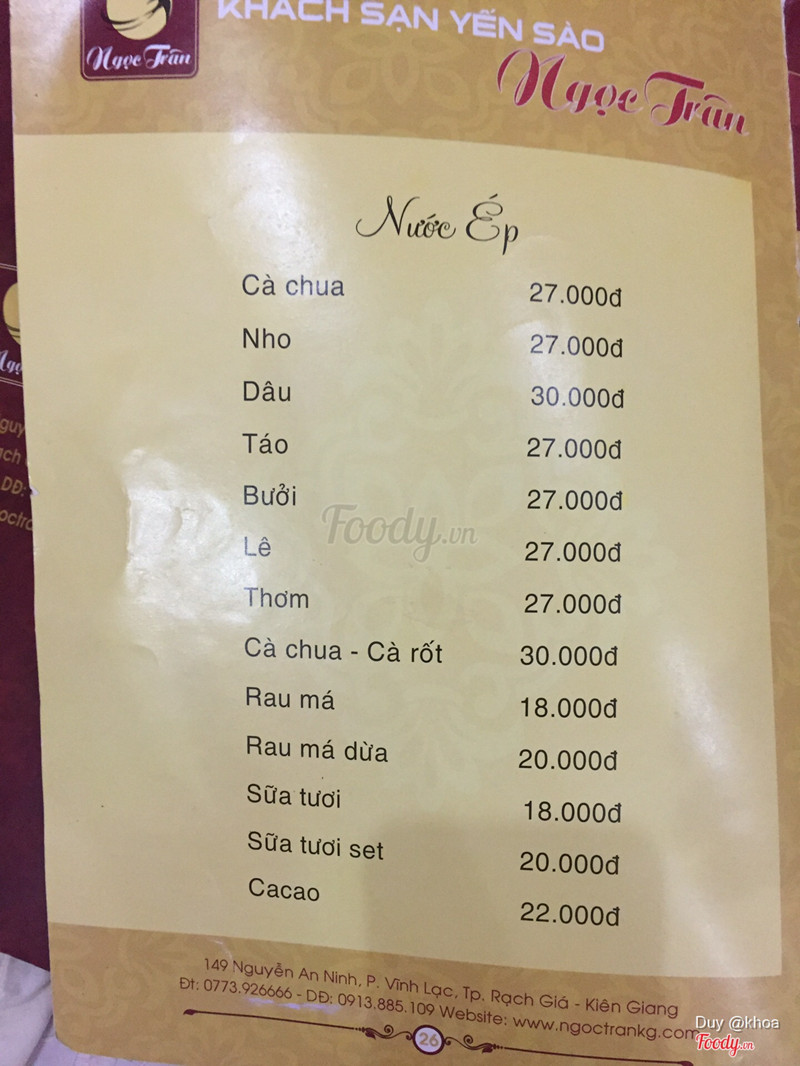 Ngọc Trân
KHÁCH SẠN YẾN SÀO
Ngọc Trân
Nước Ép
Cà chua 27.000đ
Nho 27.000đ
Dâu 30.000đ
Táo 27.000đ
Bưởi 27.000đ
Lê 27.000đ
Thơm 27.000đ
Cà chua - Cà rốt 30.000đ
Rau má 18.000đ
Rau má dừa 20.000đ
Sữa tươi 18.000đ
Sữa tươi set 20.000đ
Cacao 22.000đ
Foody.vn
149 Nguyễn An Ninh, P. Vĩnh Lạc, Tp. Rạch Giá - Kiên Giang
Đt: 0773.926666 - DĐ: 0913.885.109 Website: www.ngoctrankg.com
26
Duy @khoa
Foody.vn